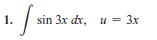 1. ∫ sin 3x dx, u = 3x